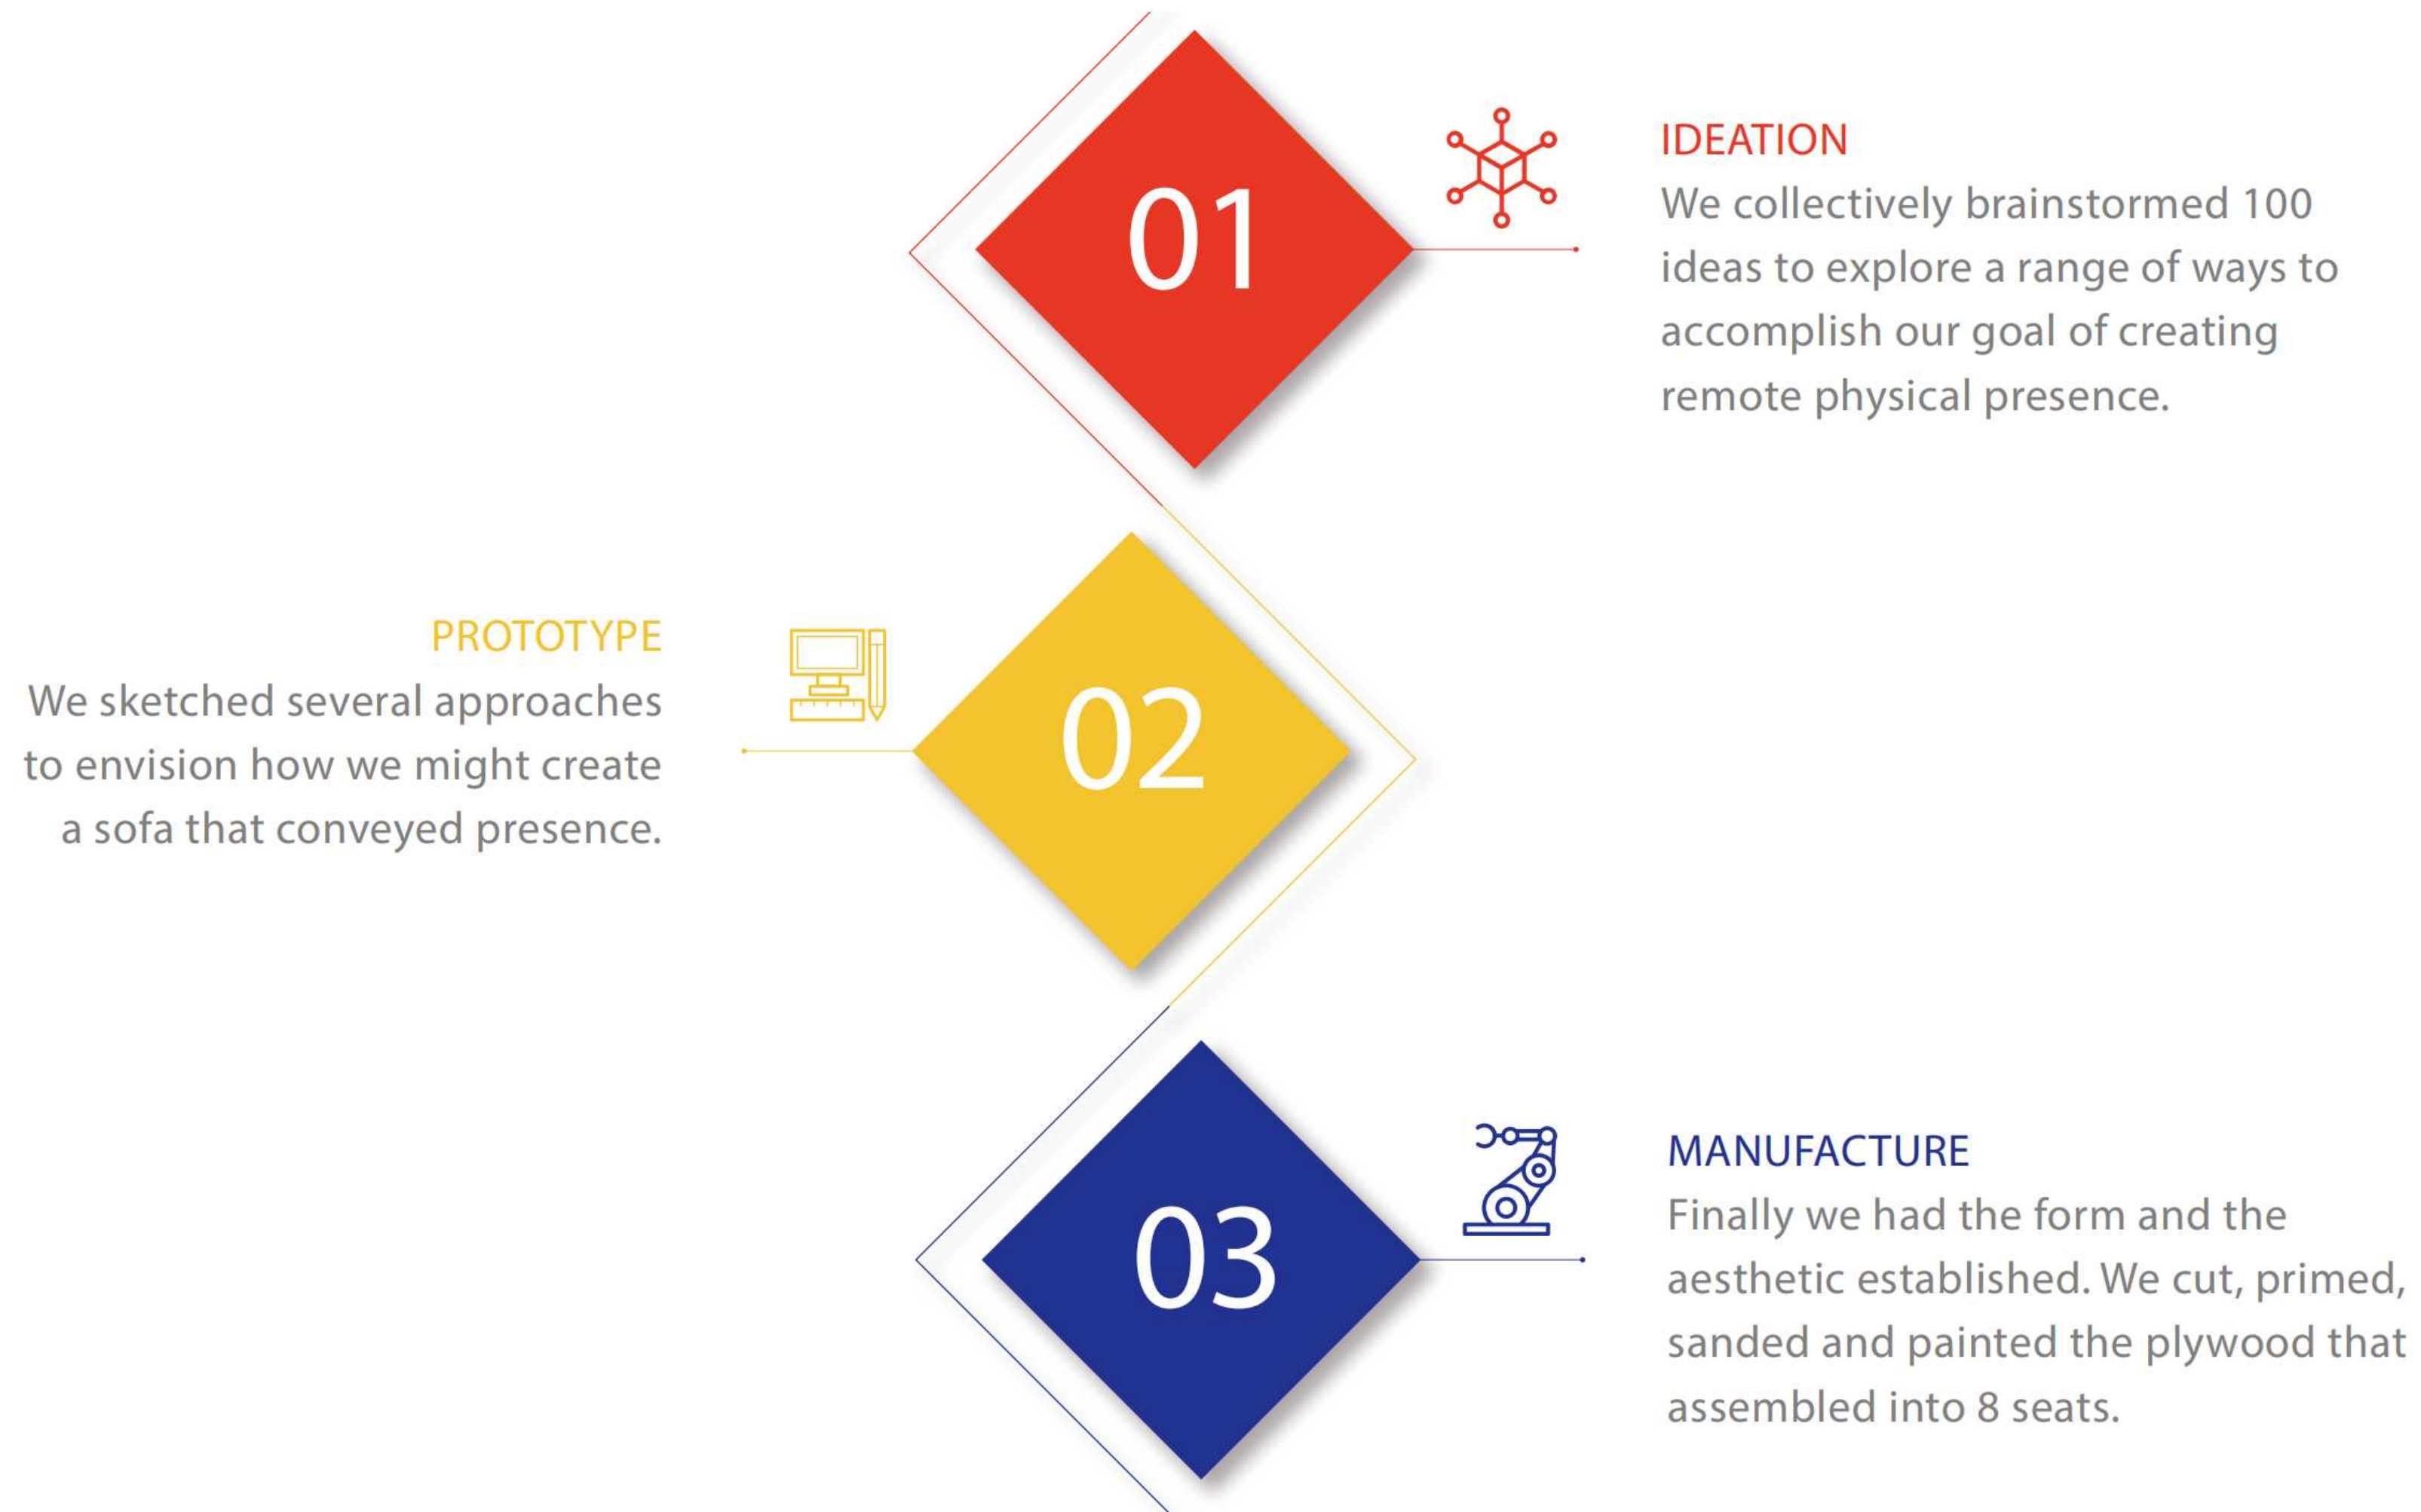 01
IDEATION
We collectively brainstormed 100
ideas to explore a range of ways to
accomplish our goal of creating
remote physical presence.
PROTOTYPE
We sketched several approaches
to envision how we might create
a sofa that conveyed presence.
02
03
MANUFACTURE
Finally we had the form and the
aesthetic established. We cut, primed,
sanded and painted the plywood that
assembled into 8 seats.